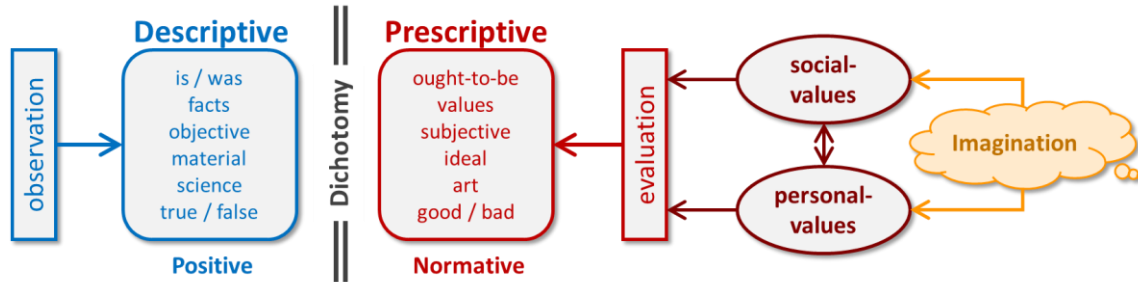 observation
Descriptive
is / was
facts
objective
material
science
true / false
Positive
Dichotomy
Prescriptive
ought-to-be
values
subjective
ideal
art
good / bad
Normative
evaluation
social-
values
personal-
values
Imagination